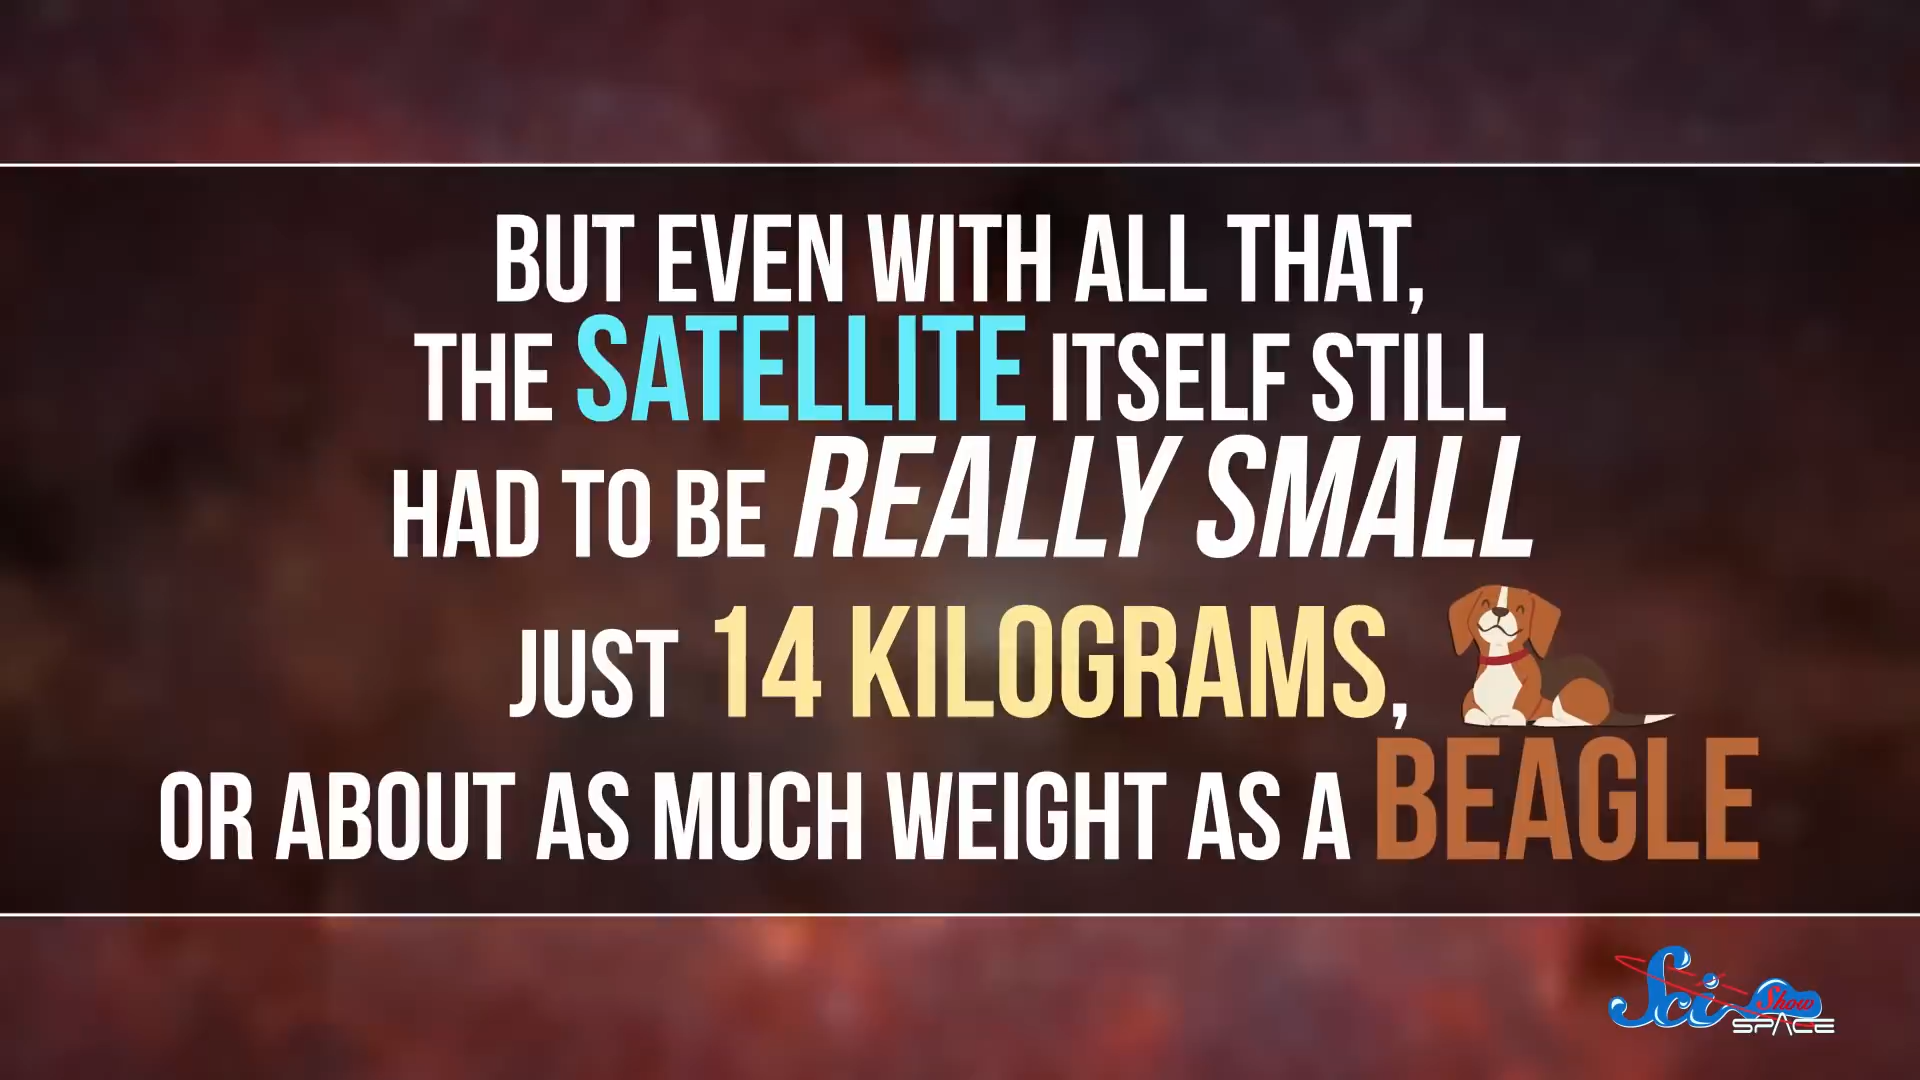 BUT EVEN WITH ALL THAT,
THE SATELLITE ITSELF STILL
HAD TO BE REALLY SMALL
JUST 14 KILOGRAMS,
OR ABOUT AS MUCH WEIGHT AS A BEAGLE
Sci Show
SPACE